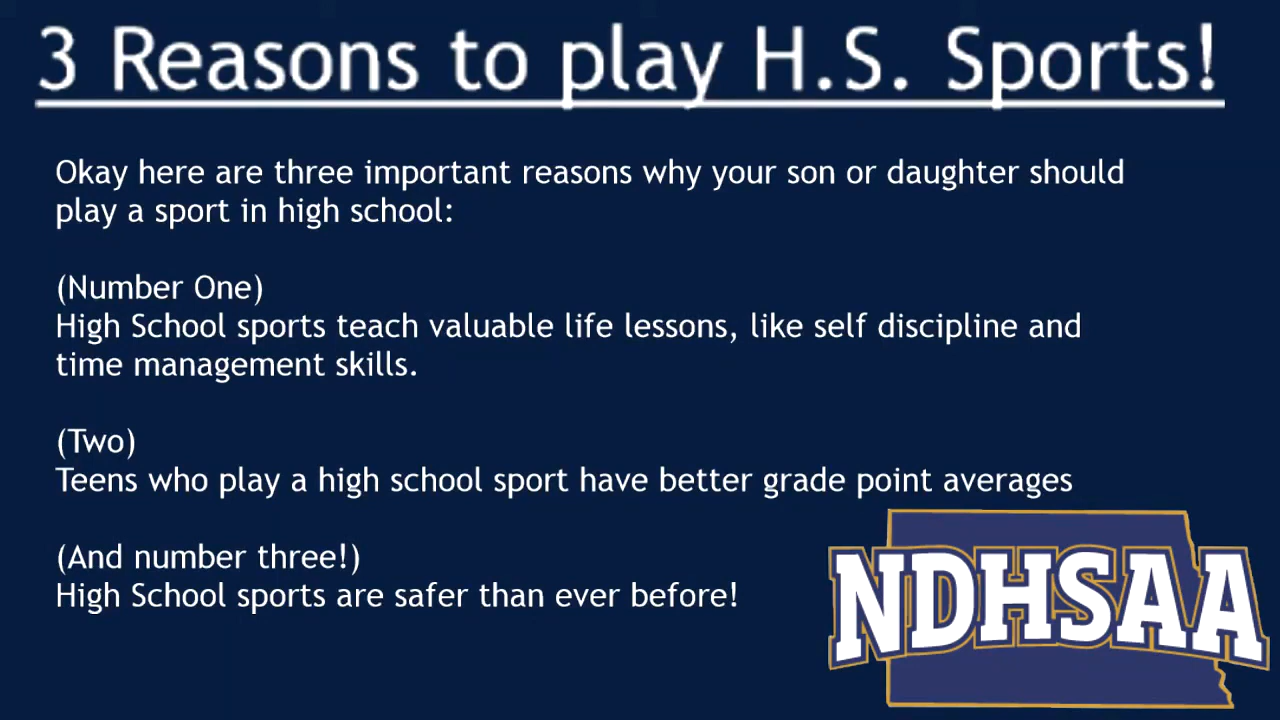 3 Reasons to play H.S. Sports!
Okay here are three important reasons why your son or daughter should
play a sport in high school:
(Number One)
High School sports teach valuable life lessons, like self discipline and
time management skills.
(Two)
Teens who play a high school sport have better grade point averages
(And number three!)
High School sports are safer than ever before!
NDHSAA